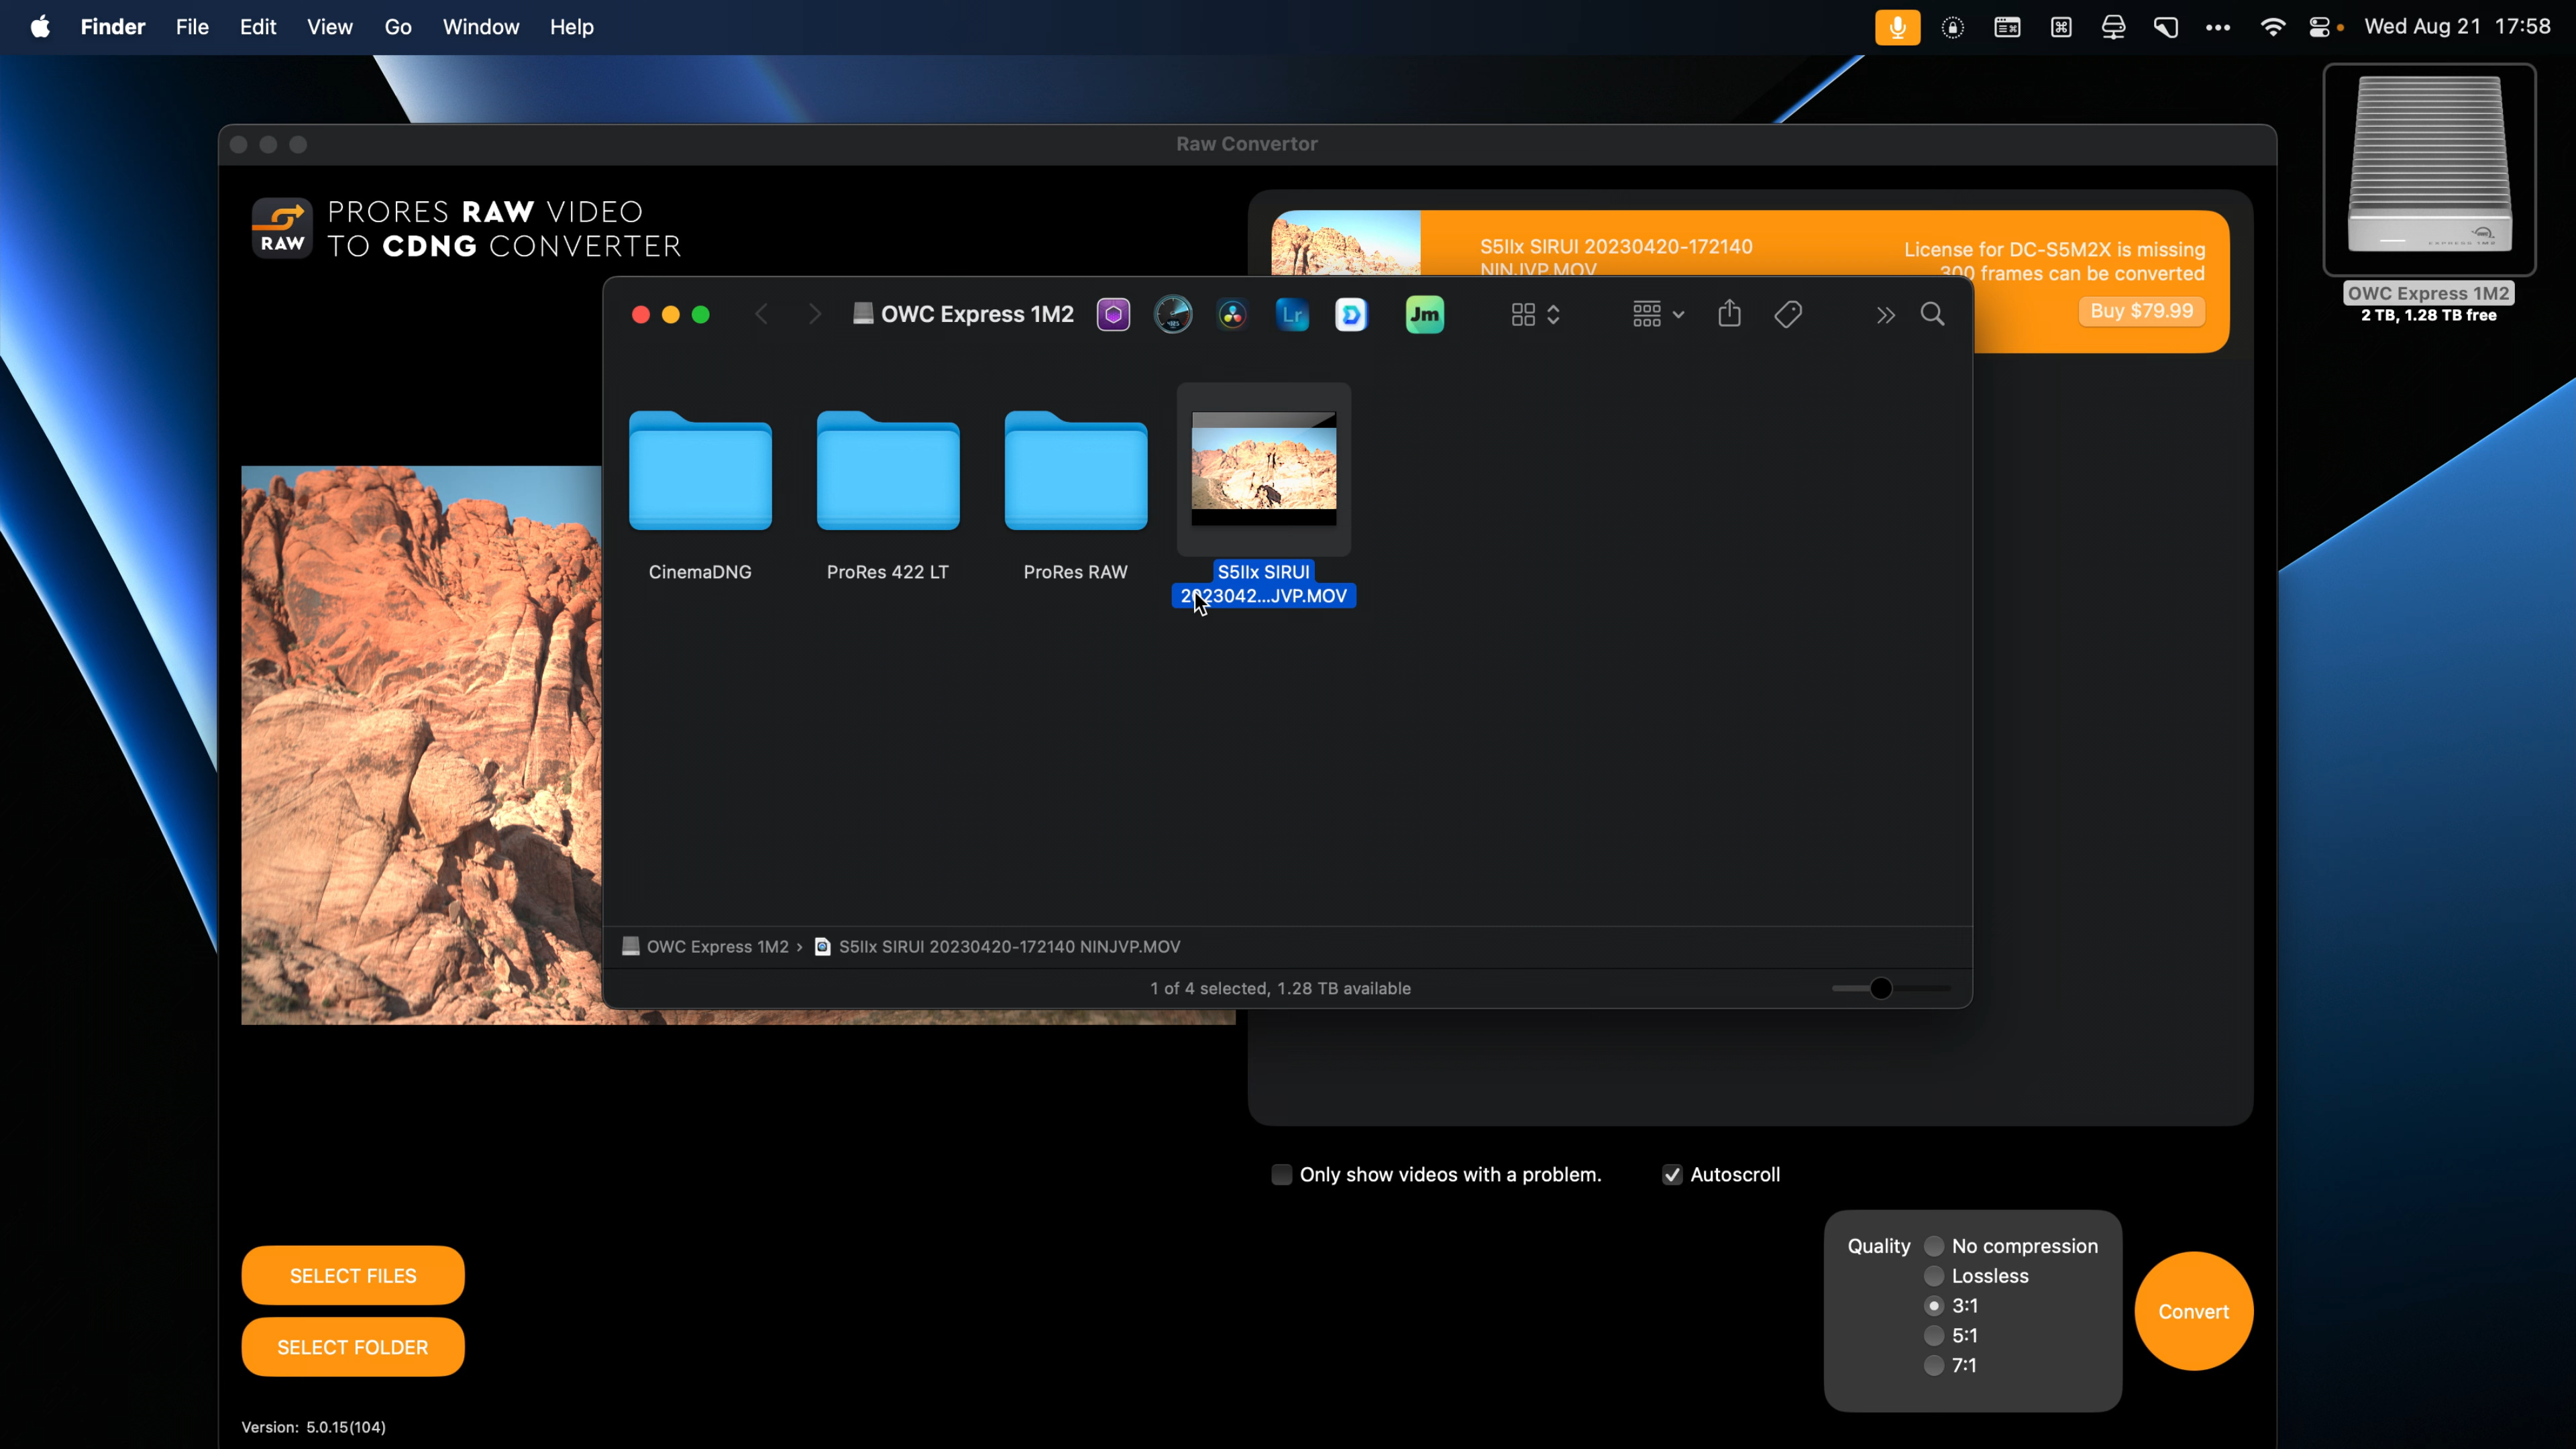 Finder File Edit View Go Window Help
Wed Aug 21 17:58
Raw Convertor
RAW
PRORES RAW VIDEO
TO CDNG CONVERTER
S5IIx SIRUI 20230420-172140
NINJVP.MOV
License for DC-S5M2X is missing
300 frames can be converted
Buy $79.99
OWC Express 1M2
2 TB, 1.28 TB free
OWC Express 1M2
Lr
Jm
CinemaDNG
ProRes 422 LT
ProRes RAW
S5IIx SIRUI
2023042...JVP.MOV
OWC Express 1M2 › S5IIx SIRUI 20230420-172140 NINJVP.MOV
1 of 4 selected, 1.28 TB available
Only show videos with a problem.
Autoscroll
SELECT FILES
SELECT FOLDER
Quality
No compression
Lossless
3:1
5:1
7:1
Convert
Version: 5.0.15(104)